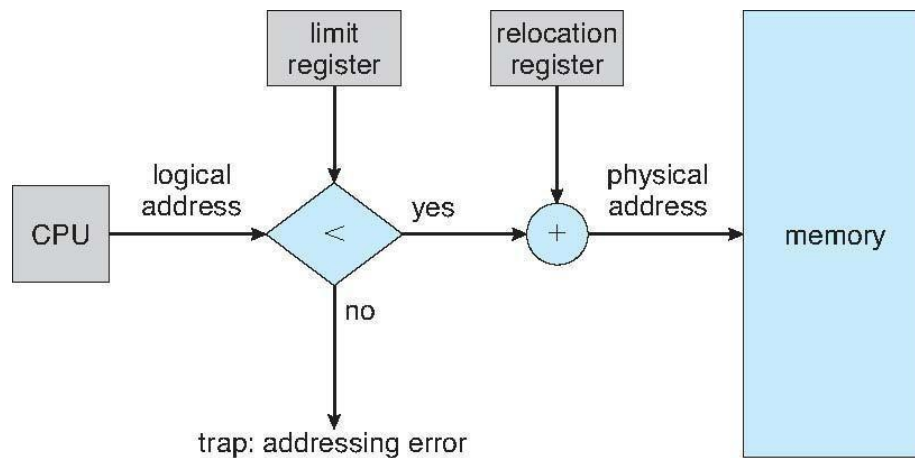 limit
register
relocation
register
logical
address
physical
address
CPU
<
yes
+
memory
no
trap: addressing error